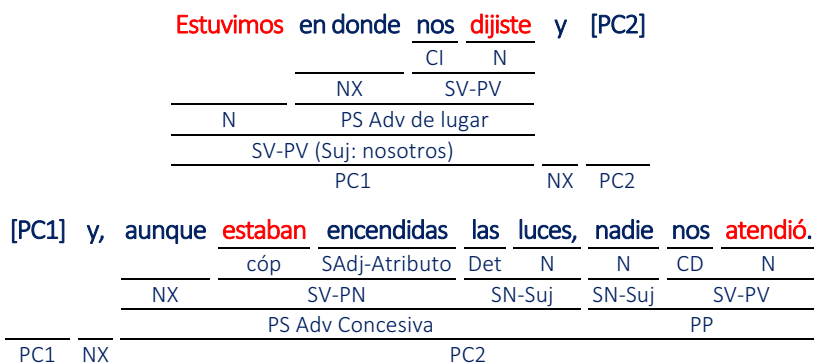 Estuvimos en donde nos dijiste y [PC2]
CI N
NX SV-PV
N PS Adv de lugar
SV-PV (Suj: nosotros)
PC1 NX PC2
[PC1] y, aunque estaban encendidas las luces, nadie nos atendió.
cóp SAdj-Atributo Det N N CD N
NX SV-PN SN-Suj SN-Suj SV-PV
PS Adv Concesiva PP
PC1 NX PC2